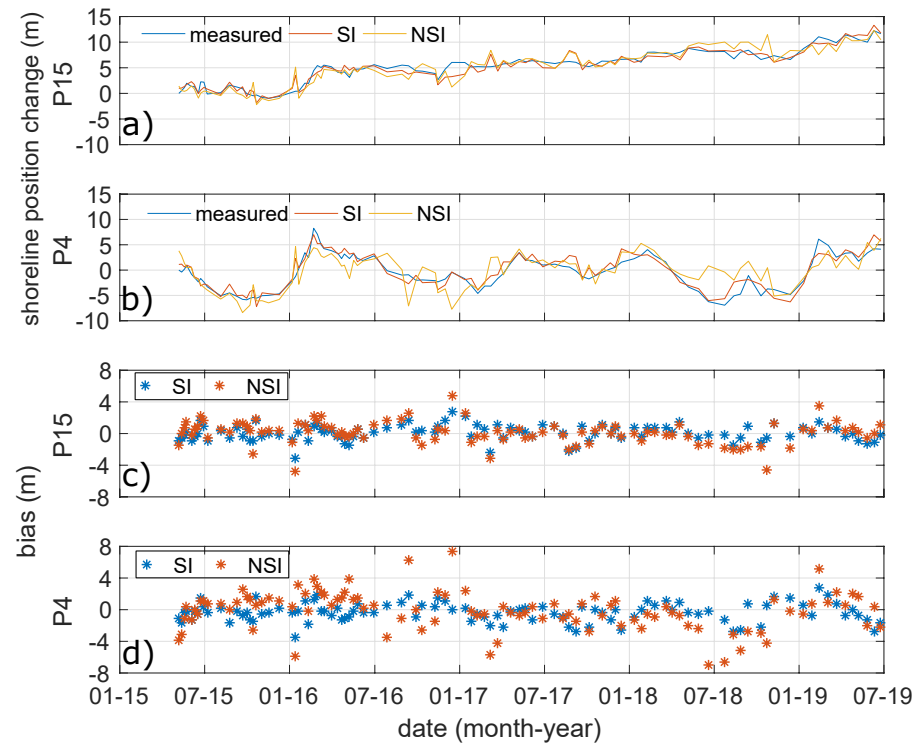 shoreline position change (m)
P15
15
10
5
0
-5
-10
measured SI NSI
a)
P4
15
10
5
0
-5
-10
measured SI NSI
b)
bias (m)
P15
8
4
0
-4
-8
SI NSI
c)
P4
8
4
0
-4
-8
SI NSI
d)
01-15 07-15 01-16 07-16 01-17 07-17 01-18 07-18 01-19 07-19
date (month-year)